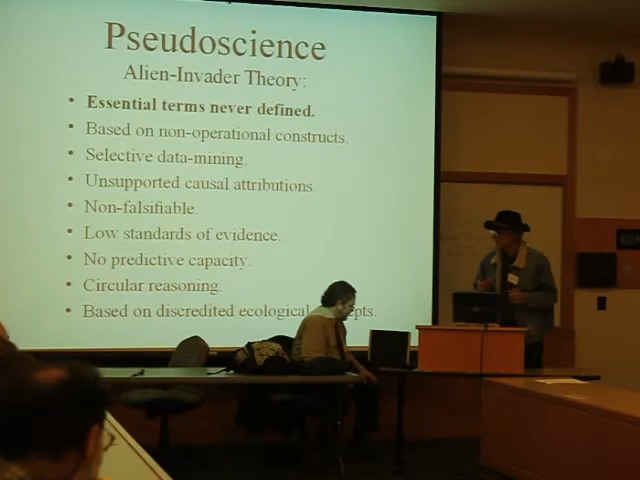 Pseudoscience
Alien-Invader Theory:
• Essential terms never defined.
• Based on non-operational constructs.
• Selective data-mining.
• Unsupported causal attributions.
• Non-falsifiable.
• Low standards of evidence.
• No predictive capacity.
• Circular reasoning.
• Based on discredited ecological